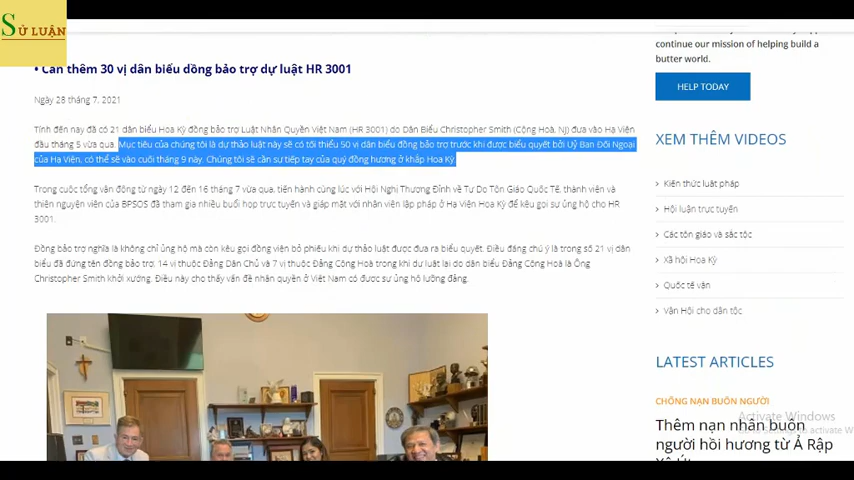 SỬ LUẬN
• Cần thêm 30 vị dân biểu đồng bảo trợ dự luật HR 3001
Ngày 28 tháng 7, 2021
Tính đến nay đã có 21 dân biểu Hoa Kỳ đồng bảo trợ Luật Nhân Quyền Việt Nam (HR 3001) do Dân Biểu Christopher Smith (Cộng Hoà, NJ) đưa vào Hạ Viện
đầu tháng 5 vừa qua. Mục tiêu của chúng tôi là dự thảo luật này sẽ có tối thiểu 50 vị dân biểu đồng bảo trợ trước khi được biểu quyết bởi Uỷ Ban Đối Ngoại
của Hạ Viện, có thể sẽ vào cuối tháng 9 này. Chúng tôi sẽ cần sự tiếp tay của quý đồng hương ở khắp Hoa Kỳ.
Trong cuộc tổng vận động từ ngày 12 đến 16 tháng 7 vừa qua, tiến hành cùng lúc với Hội Nghị Thượng Đỉnh về Tự Do Tôn Giáo Quốc Tế, thành viên và
thiện nguyện viên của BPSOS đã tham gia nhiều buổi họp trực tuyến và giáp mặt với nhân viên lập pháp ở Hạ Viện Hoa Kỳ để kêu gọi sự ủng hộ cho HR
3001.
Đồng bảo trợ nghĩa là không chỉ ủng hộ mà còn kêu gọi đồng viện bỏ phiếu khi dự thảo luật được đưa ra biểu quyết. Điều đáng chú ý là trong số 21 vị dân
biểu đã đứng tên đồng bảo trợ, 14 vị thuộc Đảng Dân Chủ và 7 vị thuộc Đảng Cộng Hoà trong khi dự luật lại do dân biểu Đảng Cộng Hoà là Ông
Christopher Smith khởi xướng. Điều này cho thấy vấn đề nhân quyền ở Việt Nam có được sự ủng hộ lưỡng đảng.
continue our mission of helping build a
butter world.
HELP TODAY
XEM THÊM VIDEOS
› Kiến thức luật pháp
› Hội luận trực tuyến
› Các tôn giáo và sắc tộc
› Xã hội Hoa Kỳ
› Quốc tế vận
› Vận Hội cho dân tộc
LATEST ARTICLES
CHỐNG NẠN BUÔN NGƯỜI
Thêm nạn nhân buôn
người hồi hương từ Ả Rập
Activate Windows